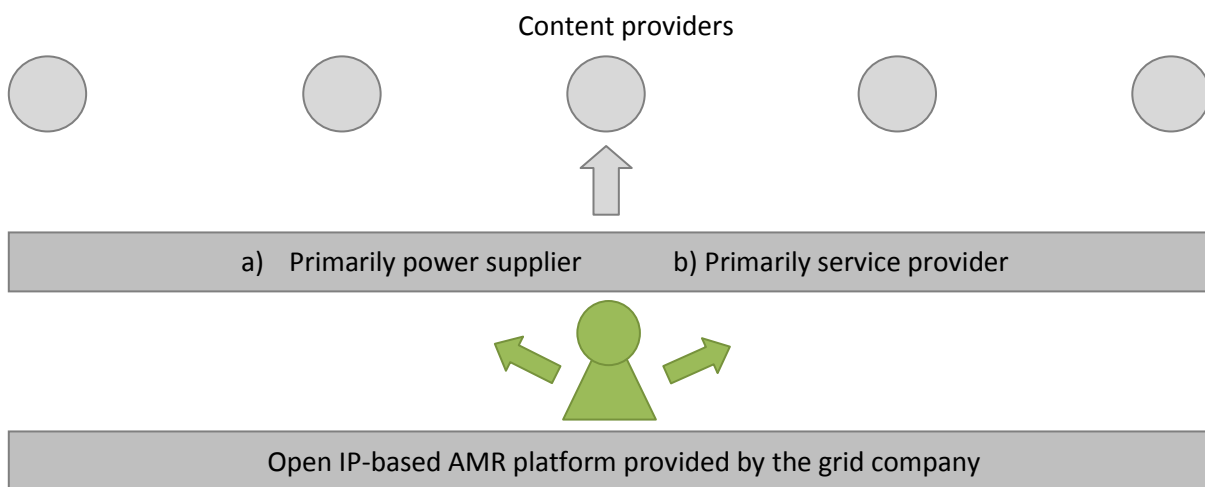 Content providers
a) Primarily power supplier b) Primarily service provider
Open IP-based AMR platform provided by the grid company